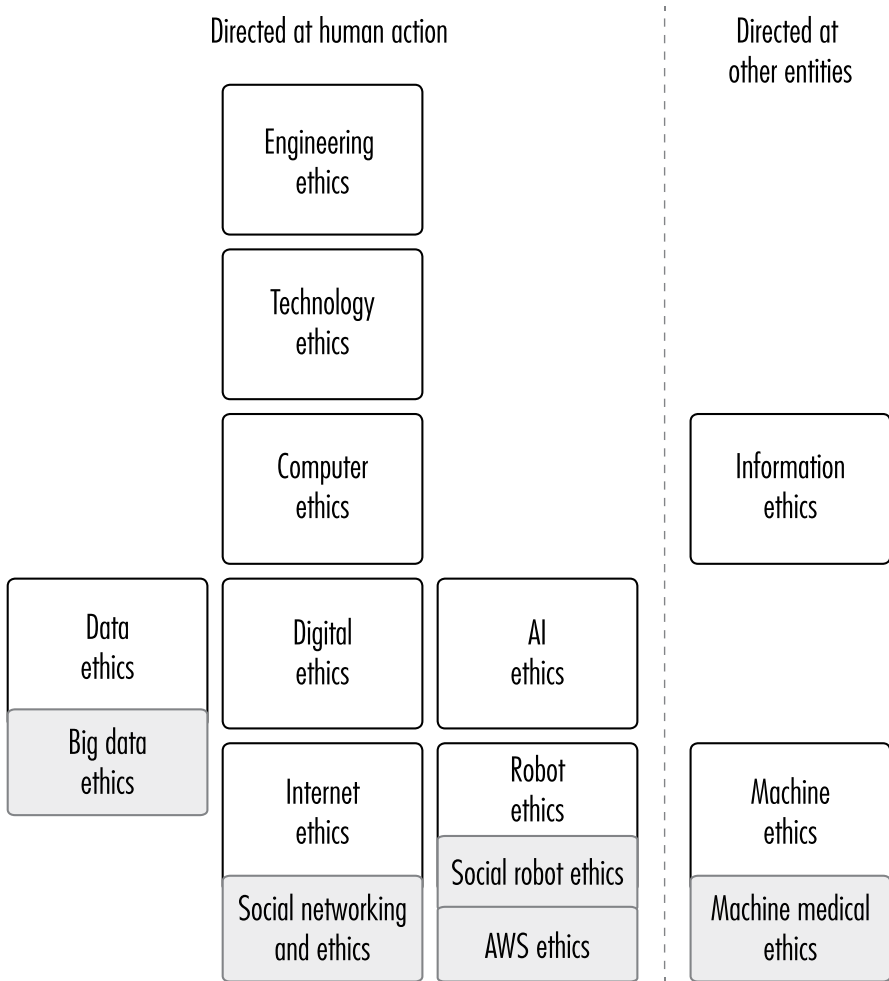 Directed at human action
Directed at
other entities
Engineering
ethics
Technology
ethics
Computer
ethics
Information
ethics
Data
ethics
Digital
ethics
AI
ethics
Big data
ethics
Internet
ethics
Robot
ethics
Machine
ethics
Social networking
and ethics
Social robot ethics
AWS ethics
Machine medical
ethics